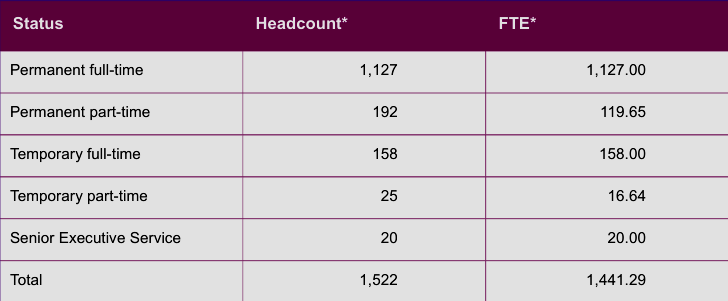 Status Headcount* FTE*
Permanent full-time 1,127 1,127.00
Permanent part-time 192 119.65
Temporary full-time 158 158.00
Temporary part-time 25 16.64
Senior Executive Service 20 20.00
Total 1,522 1,441.29